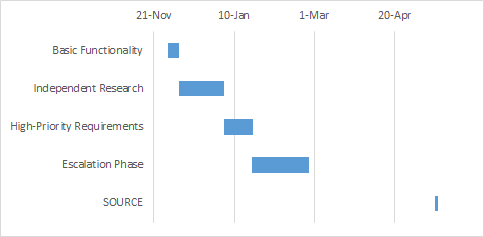 21-Nov 10-Jan 1-Mar 20-Apr
Basic Functionality
Independent Research
High-Priority Requirements
Escalation Phase
SOURCE